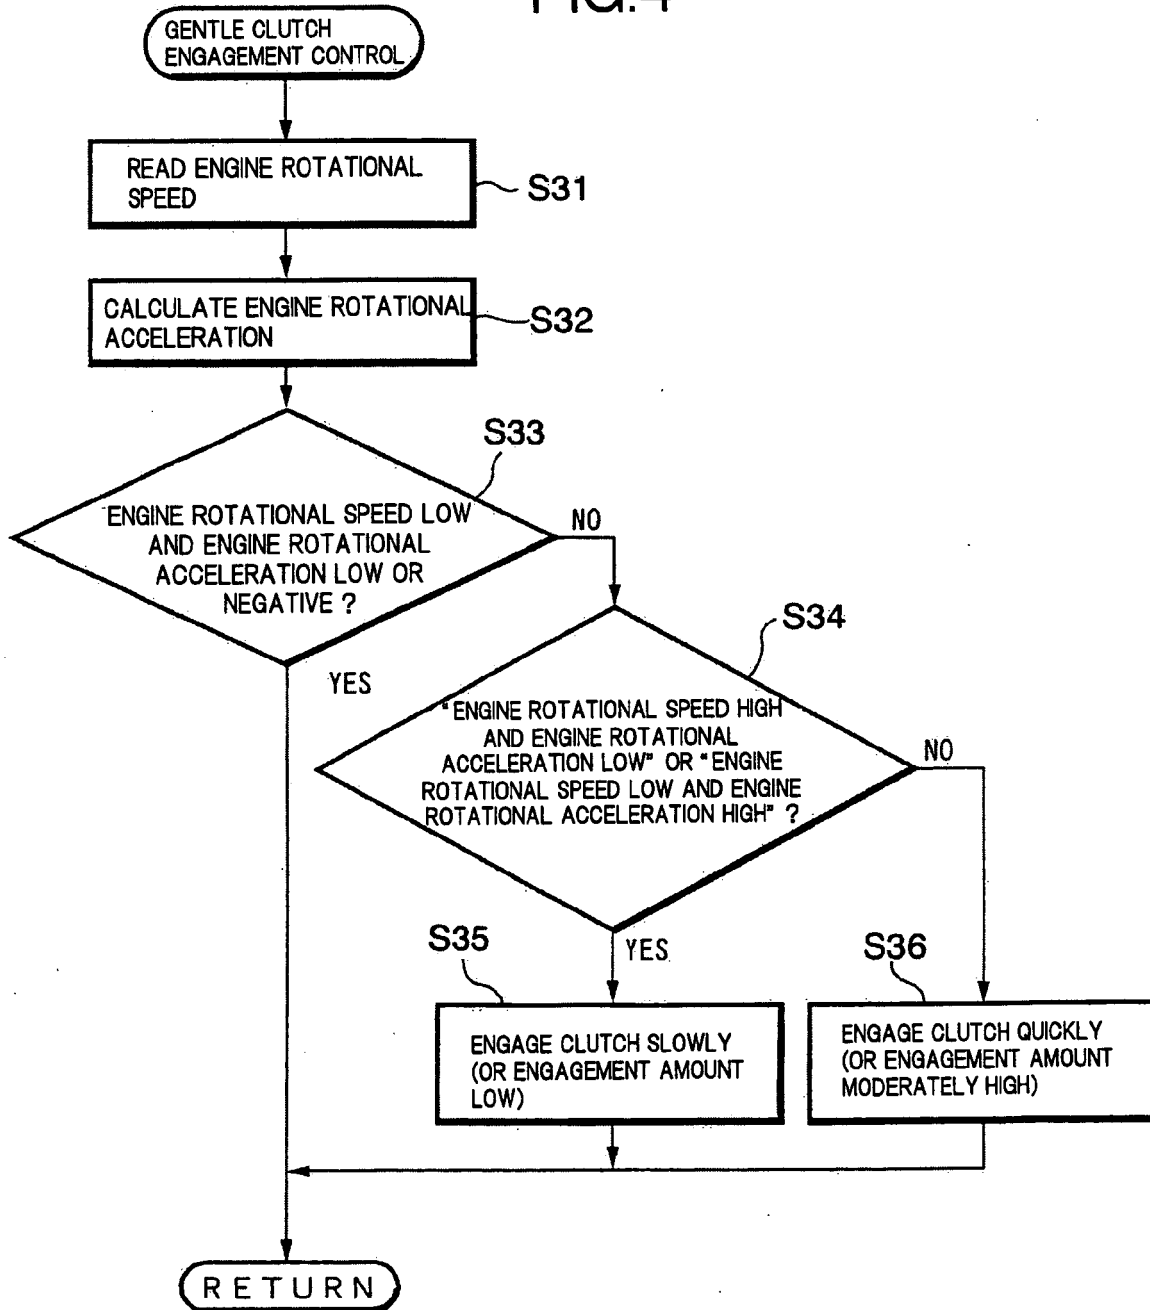 FIG.4
GENTLE CLUTCH
ENGAGEMENT CONTROL
READ ENGINE ROTATIONAL
SPEED
S31
CALCULATE ENGINE ROTATIONAL
ACCELERATION
S32
S33
ENGINE ROTATIONAL SPEED LOW
AND ENGINE ROTATIONAL
ACCELERATION LOW OR
NEGATIVE ?
NO
YES
S34
"ENGINE ROTATIONAL SPEED HIGH
AND ENGINE ROTATIONAL
ACCELERATION LOW" OR "ENGINE
ROTATIONAL SPEED LOW AND ENGINE
ROTATIONAL ACCELERATION HIGH" ?
NO
YES
S35
ENGAGE CLUTCH SLOWLY
(OR ENGAGEMENT AMOUNT
LOW)
S36
ENGAGE CLUTCH QUICKLY
(OR ENGAGEMENT AMOUNT
MODERATELY HIGH)
RETURN